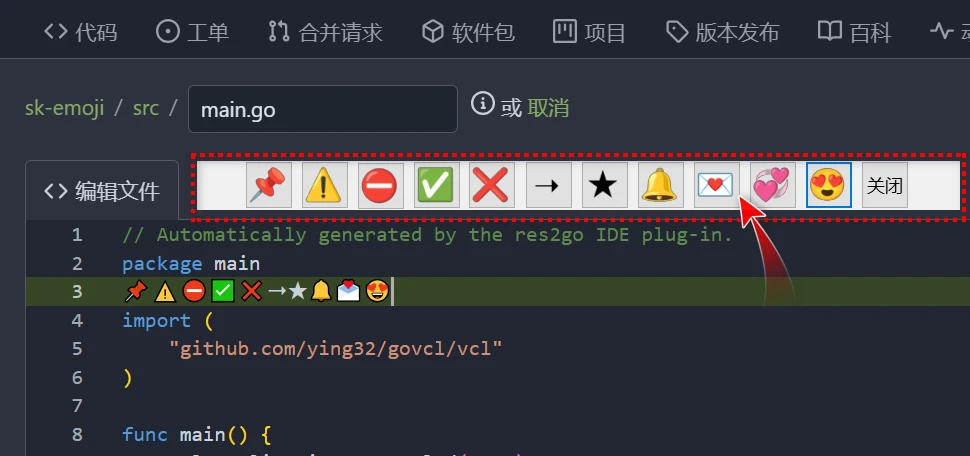 代码 工单 合并请求 软件包 项目 版本发布 百科
sk-emoji / src / main.go 或 取消
<> 编辑文件 📌 ⚠️ ⛔ ✅ ❌ → ★ 🔔 💌 💞 😍 关闭
1 // Automatically generated by the res2go IDE plug-in.
2 package main
3 📌⚠️⛔✅❌→★🔔💌😍
4 import (
5 "github.com/ying32/govcl/vcl"
6 )
7
8 func main() {